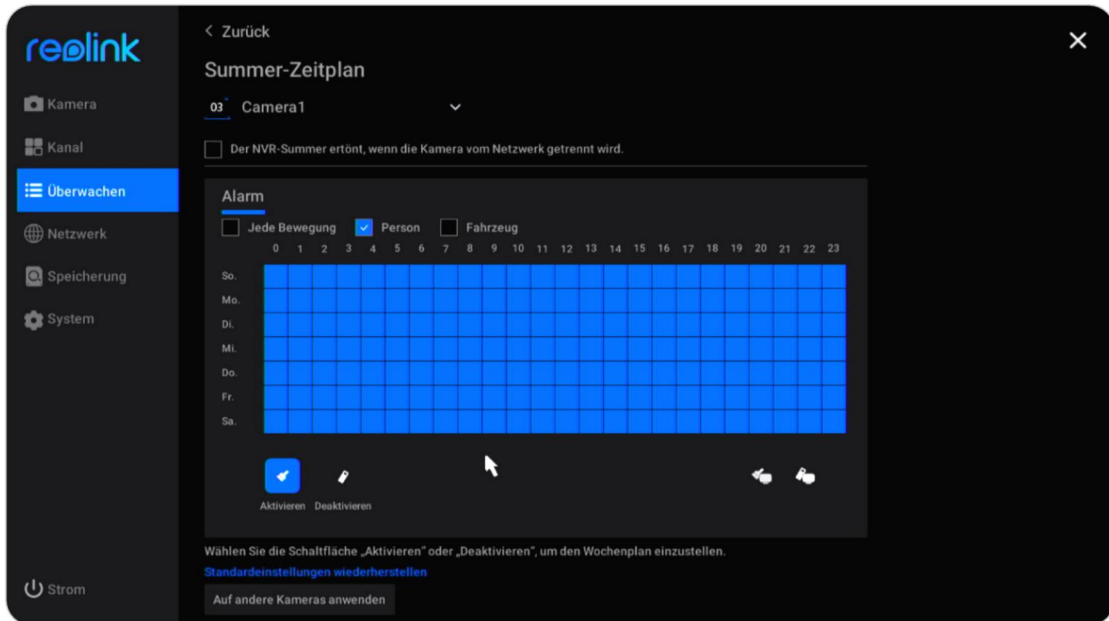 reolink
Kamera
Kanal
Überwachen
Netzwerk
Speicherung
System
Strom
< Zurück
Summer-Zeitplan
03 Camera1
Der NVR-Summer ertönt, wenn die Kamera vom Netzwerk getrennt wird.
Alarm
Jede Bewegung Person Fahrzeug
0 1 2 3 4 5 6 7 8 9 10 11 12 13 14 15 16 17 18 19 20 21 22 23
So.
Mo.
Di.
Mi.
Do.
Fr.
Sa.
Aktivieren Deaktivieren
Wählen Sie die Schaltfläche „Aktivieren“ oder „Deaktivieren“, um den Wochenplan einzustellen.
Standardeinstellungen wiederherstellen
Auf andere Kameras anwenden